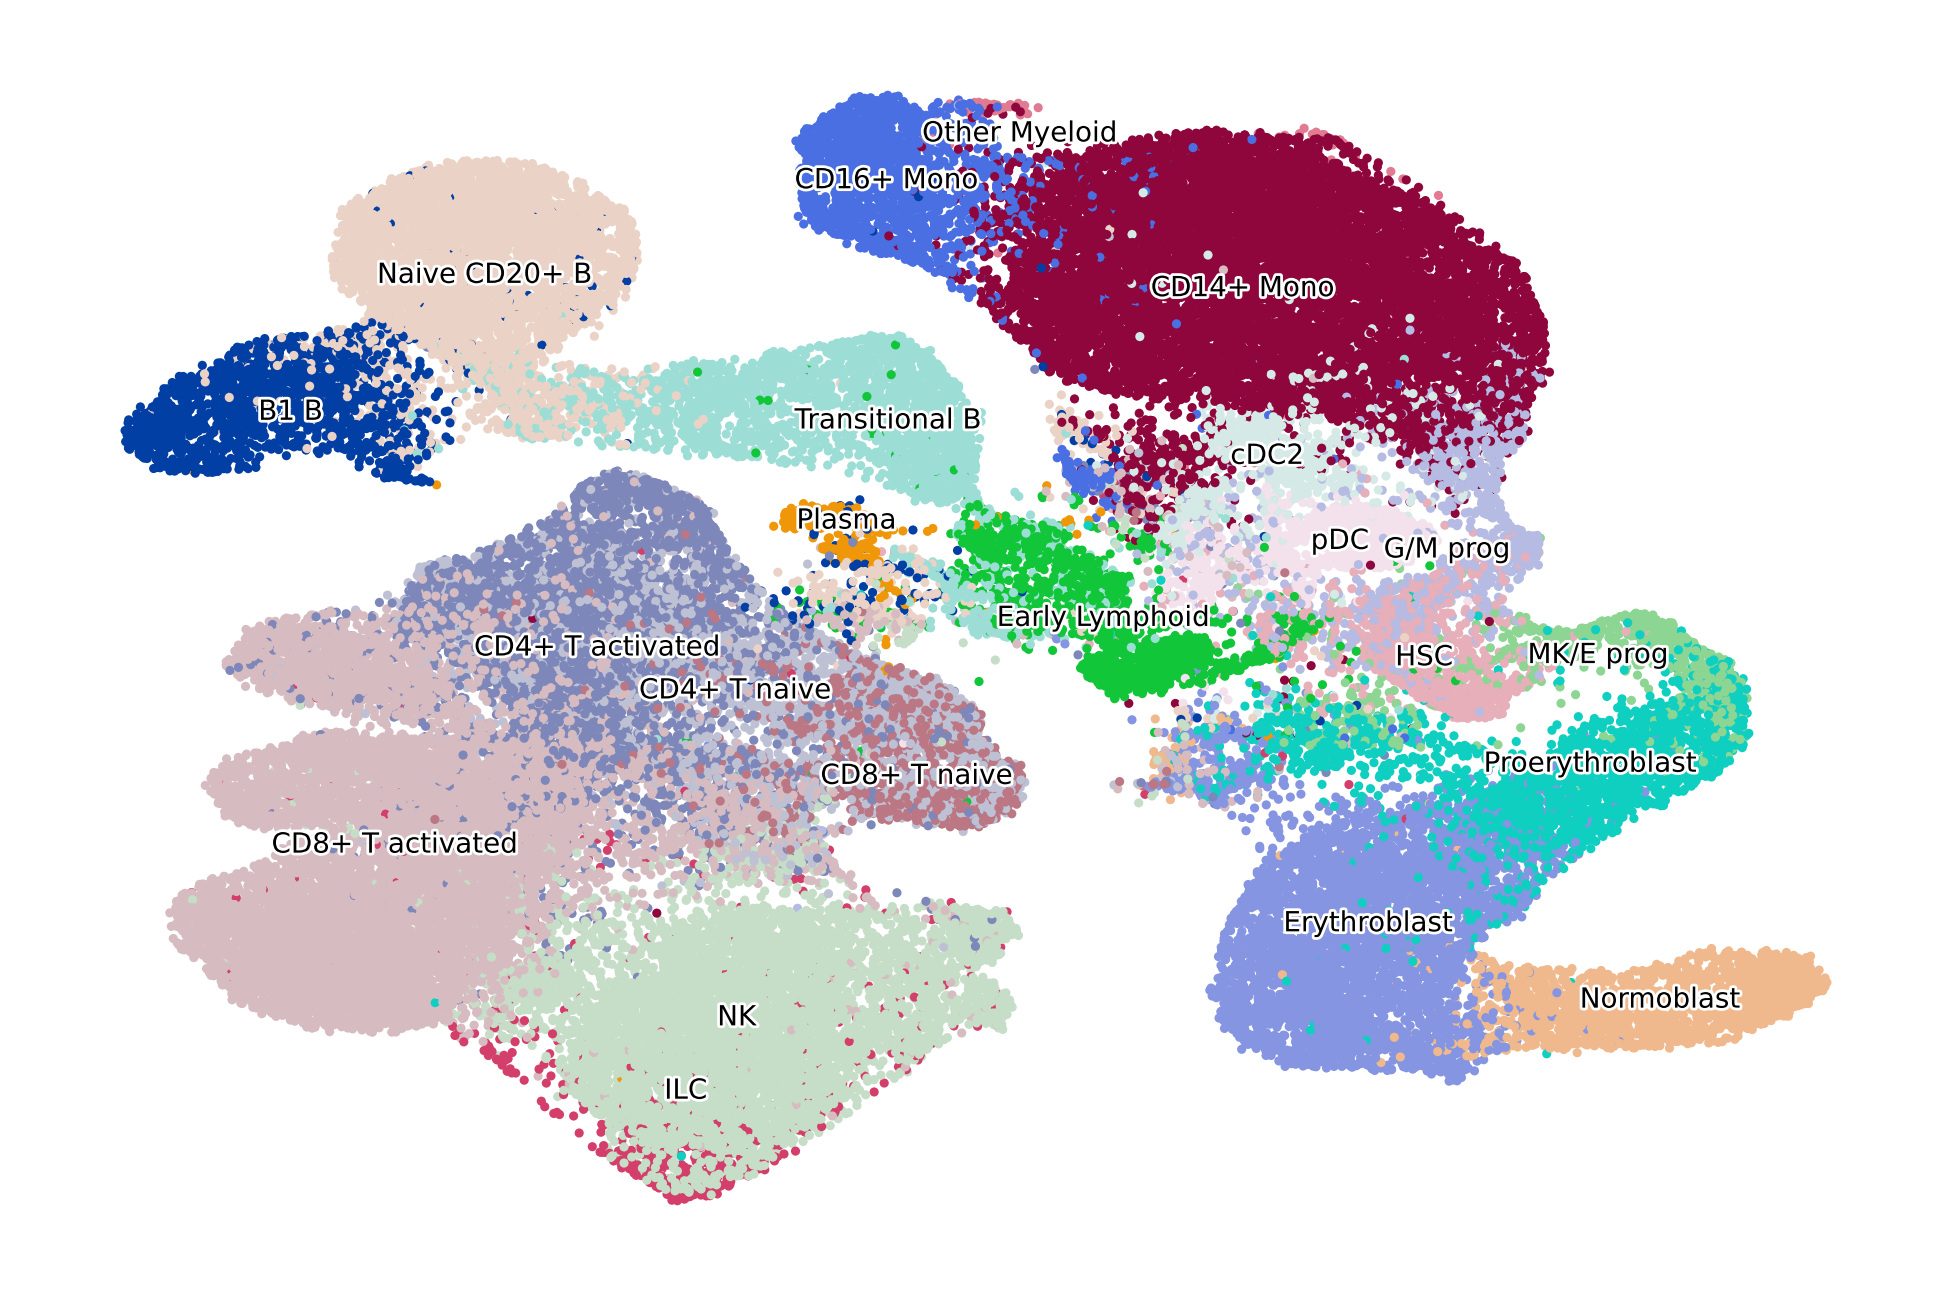 Other Myeloid
CD16+ Mono
Naive CD20+ B
CD14+ Mono
B1 B
Transitional B
cDC2
Plasma
pDC
G/M prog
Early Lymphoid
CD4+ T activated
HSC
MK/E prog
CD4+ T naive
Proerythroblast
CD8+ T naive
CD8+ T activated
Erythroblast
Normoblast
NK
ILC